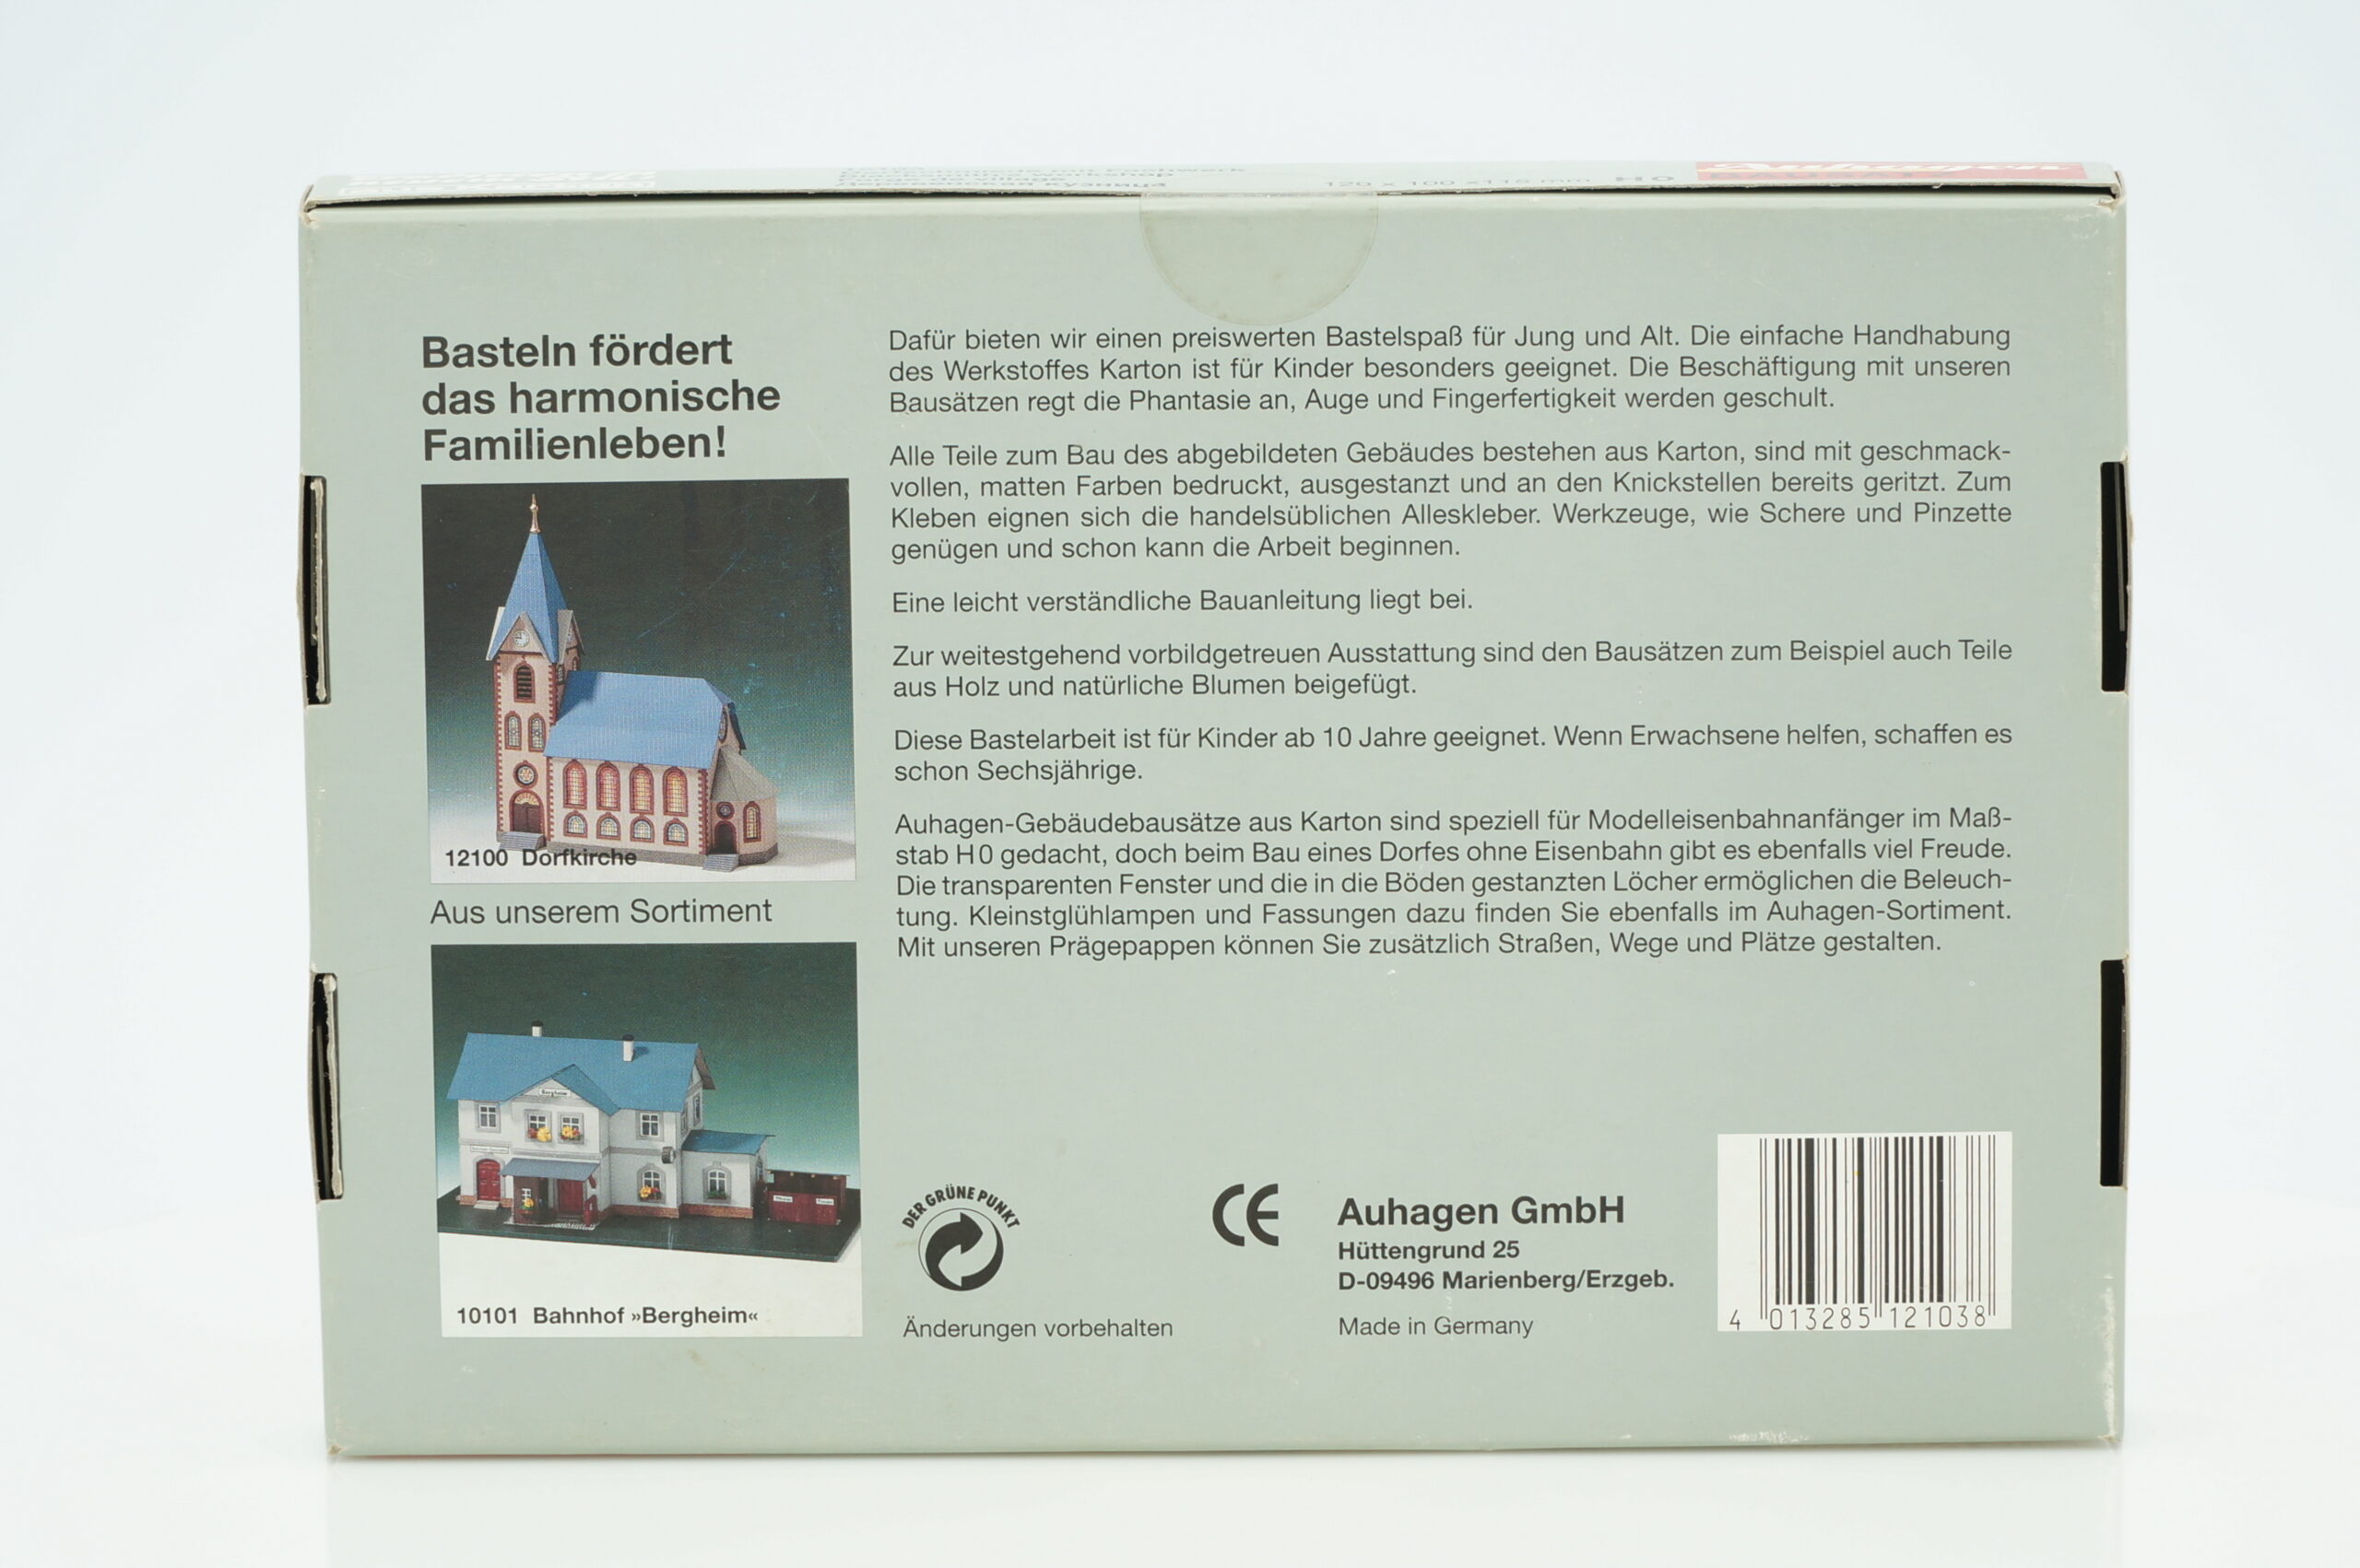 120 x 100 x 115 mm H0
Auhagen
Basteln fördert
das harmonische
Familienleben!
12100 Dorfkirche
Aus unserem Sortiment
Bergheim
10101 Bahnhof »Bergheim«
Dafür bieten wir einen preiswerten Bastelspaß für Jung und Alt. Die einfache Handhabung
des Werkstoffes Karton ist für Kinder besonders geeignet. Die Beschäftigung mit unseren
Bausätzen regt die Phantasie an, Auge und Fingerfertigkeit werden geschult.
Alle Teile zum Bau des abgebildeten Gebäudes bestehen aus Karton, sind mit geschmack-
vollen, matten Farben bedruckt, ausgestanzt und an den Knickstellen bereits geritzt. Zum
Kleben eignen sich die handelsüblichen Alleskleber. Werkzeuge, wie Schere und Pinzette
genügen und schon kann die Arbeit beginnen.
Eine leicht verständliche Bauanleitung liegt bei.
Zur weitestgehend vorbildgetreuen Ausstattung sind den Bausätzen zum Beispiel auch Teile
aus Holz und natürliche Blumen beigefügt.
Diese Bastelarbeit ist für Kinder ab 10 Jahre geeignet. Wenn Erwachsene helfen, schaffen es
schon Sechsjährige.
Auhagen-Gebäudebausätze aus Karton sind speziell für Modelleisenbahnanfänger im Maß-
stab H0 gedacht, doch beim Bau eines Dorfes ohne Eisenbahn gibt es ebenfalls viel Freude.
Die transparenten Fenster und die in die Böden gestanzten Löcher ermöglichen die Beleuch-
tung. Kleinstglühlampen und Fassungen dazu finden Sie ebenfalls im Auhagen-Sortiment.
Mit unseren Prägepappen können Sie zusätzlich Straßen, Wege und Plätze gestalten.
DER GRÜNE PUNKT
Änderungen vorbehalten
CE
Auhagen GmbH
Hüttengrund 25
D-09496 Marienberg/Erzgeb.
Made in Germany
4 013285 121038